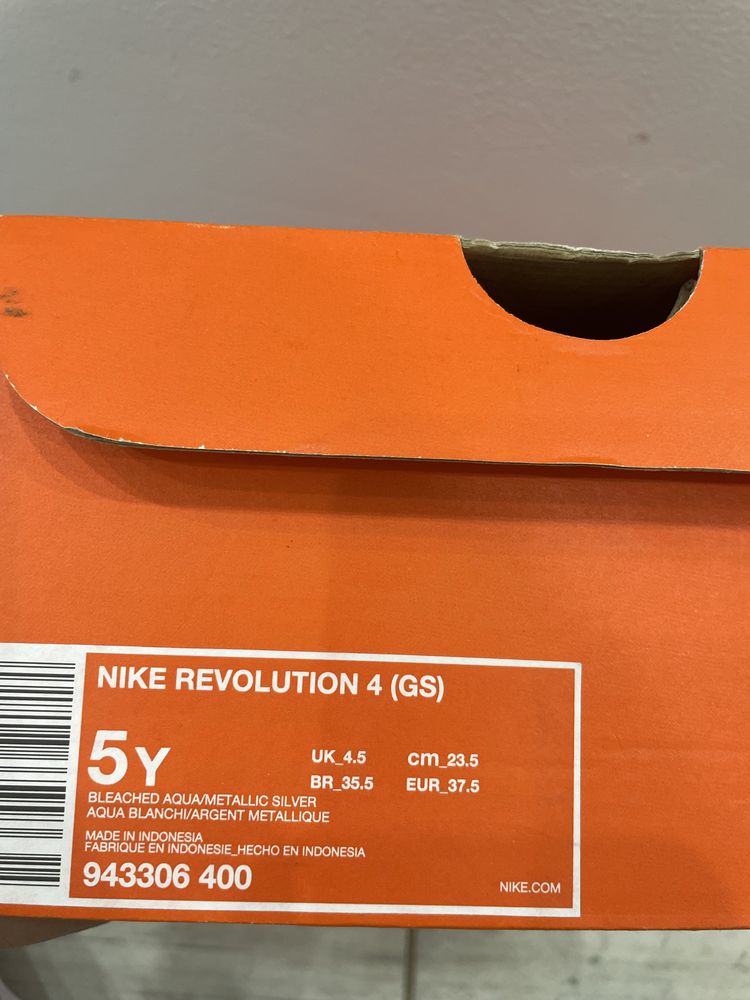 NIKE REVOLUTION 4 (GS)
5Y
UK_4.5 cm_23.5
BR_35.5 EUR_37.5
BLEACHED AQUA/METALLIC SILVER
AQUA BLANCHI/ARGENT METALLIQUE
MADE IN INDONESIA
FABRIQUE EN INDONESIE_HECHO EN INDONESIA
943306 400
NIKE.COM